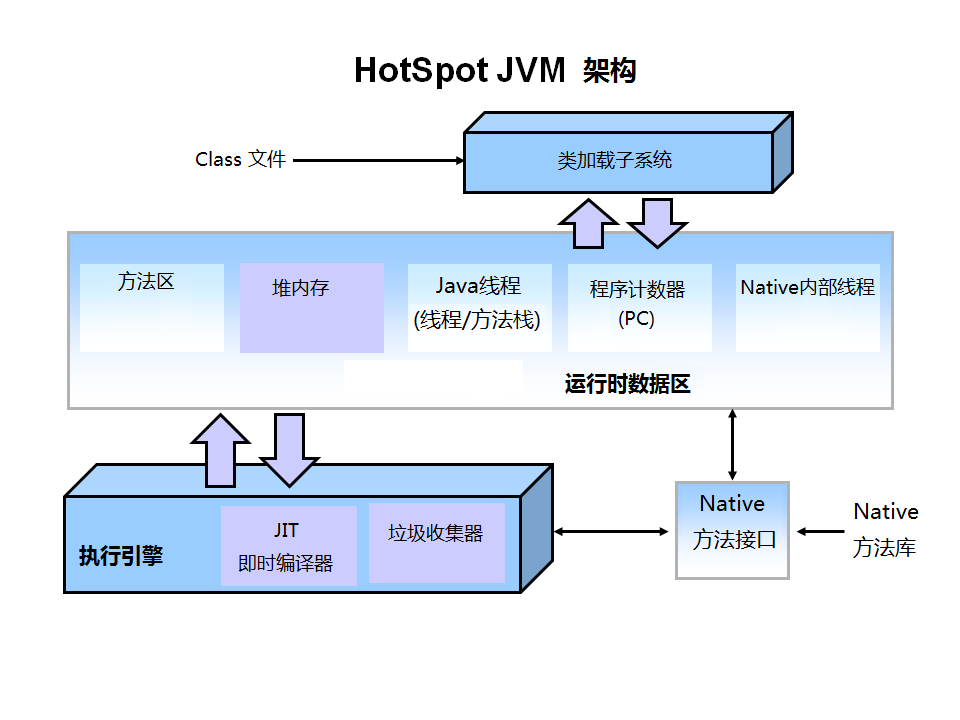 HotSpot JVM 架构
Class 文件
类加载子系统
方法区
堆内存
Java线程
(线程/方法栈)
程序计数器
(PC)
Native内部线程
运行时数据区
执行引擎
JIT
即时编译器
垃圾收集器
Native
方法接口
Native
方法库